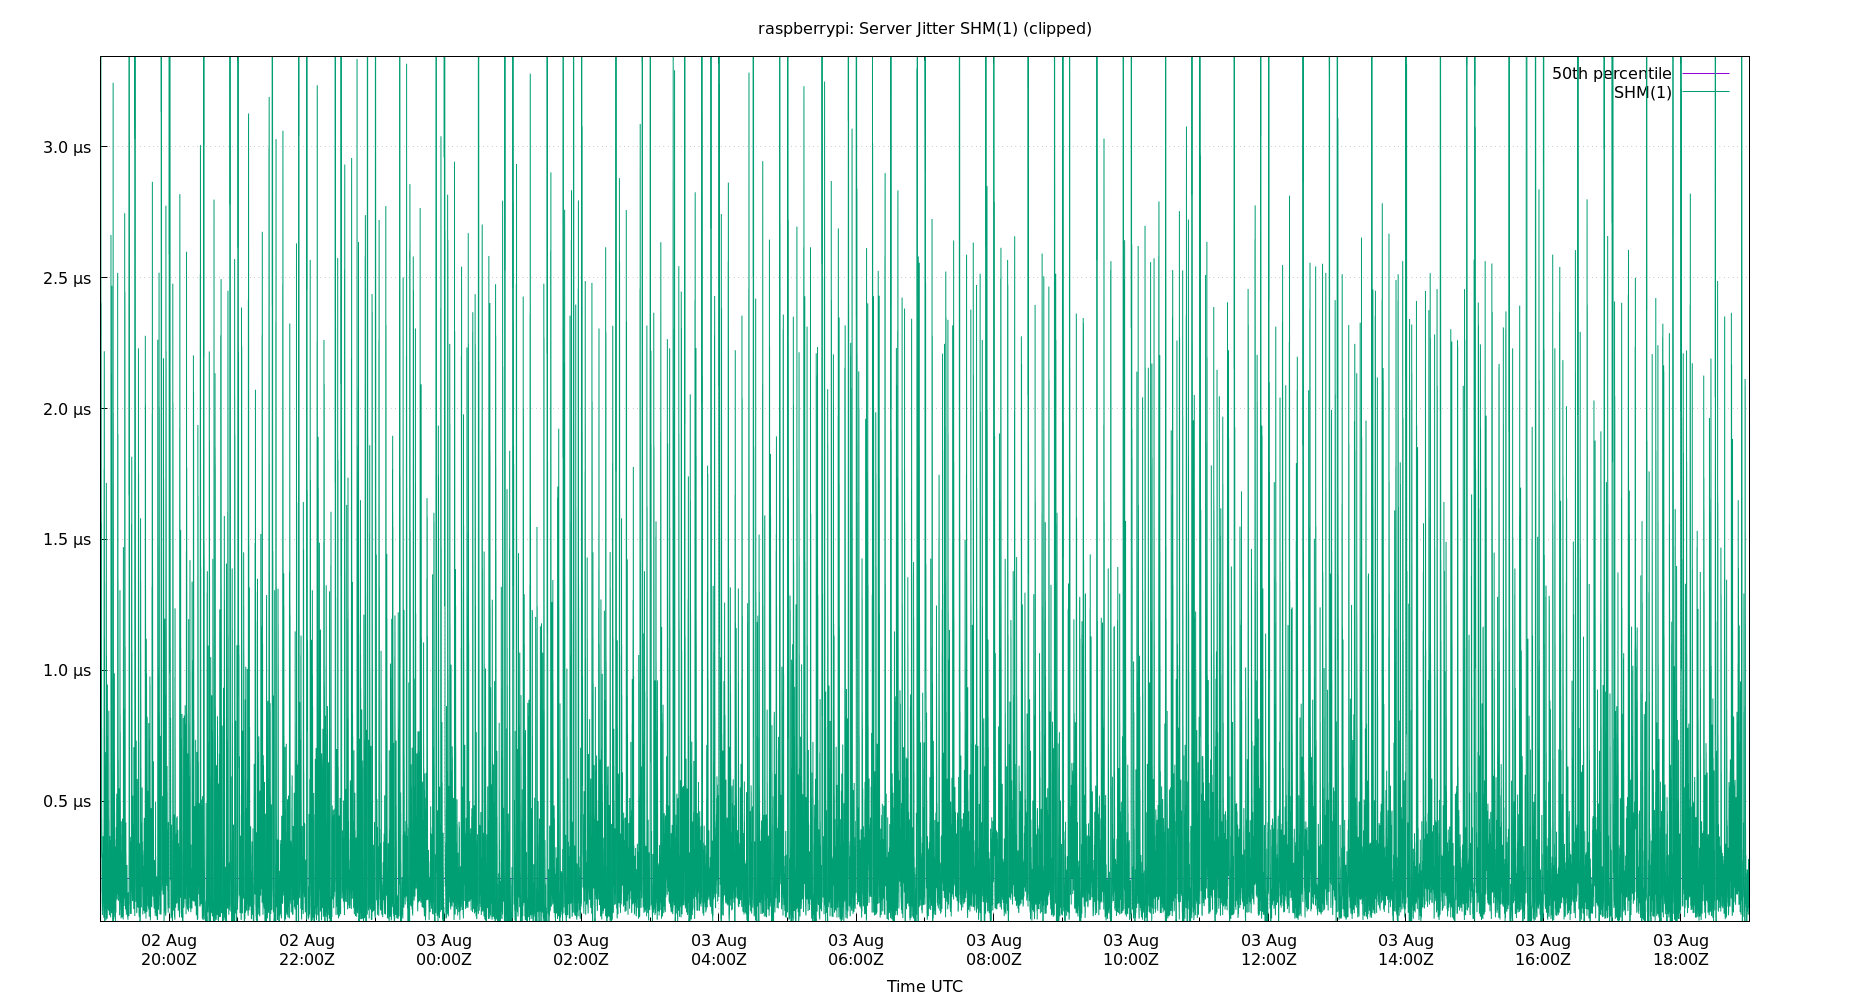 raspberrypi: Server Jitter SHM(1) (clipped)
50th percentile
SHM(1)
3.0 µs
2.5 µs
2.0 µs
1.5 µs
1.0 µs
0.5 µs
02 Aug 02 Aug 03 Aug 03 Aug 03 Aug 03 Aug 03 Aug 03 Aug 03 Aug 03 Aug 03 Aug 03 Aug
20:00Z 22:00Z 00:00Z 02:00Z 04:00Z 06:00Z 08:00Z 10:00Z 12:00Z 14:00Z 16:00Z 18:00Z
Time UTC